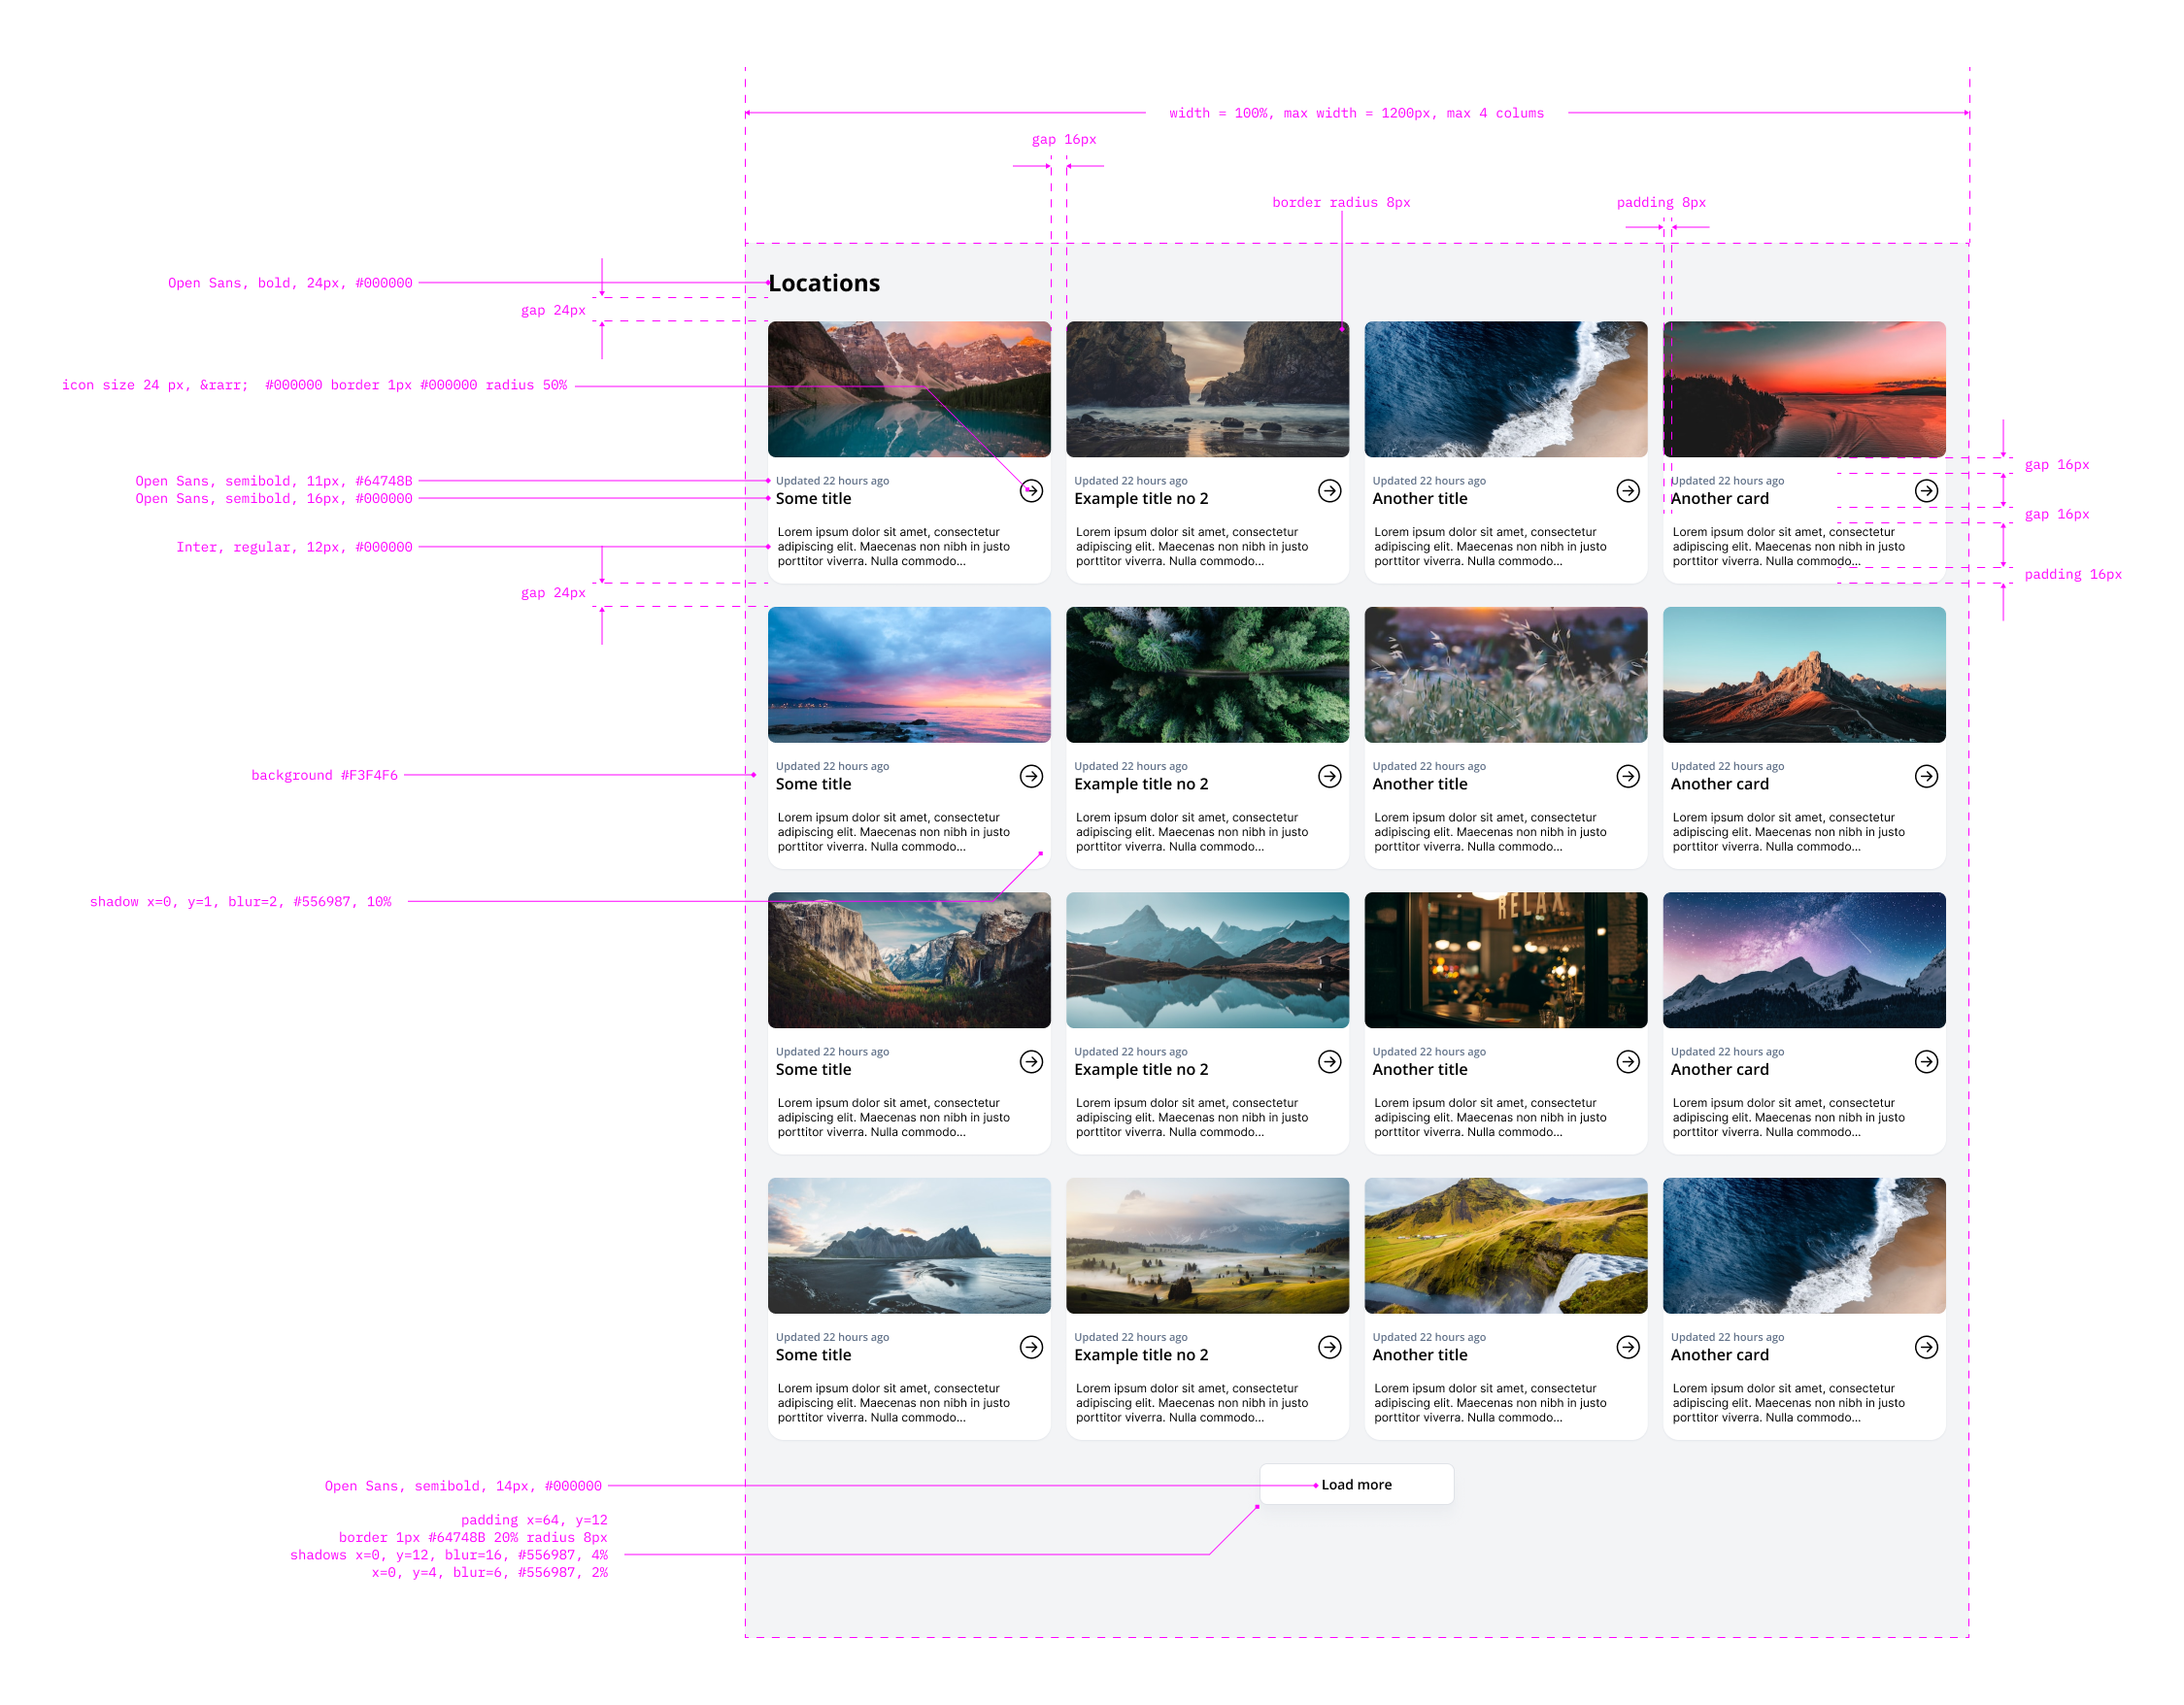 width = 100%, max width = 1200px, max 4 colums
gap 16px
border radius 8px
padding 8px
Open Sans, bold, 24px, #000000
Locations
gap 24px
icon size 24 px, &rarr;  #000000 border 1px #000000 radius 50%
RELAX
gap 16px
Open Sans, semibold, 11px, #64748B
Updated 22 hours ago
Updated 22 hours ago
Updated 22 hours ago
Updated 22 hours ago
Open Sans, semibold, 16px, #000000
Some title
Example title no 2
Another title
Another card
gap 16px
Inter, regular, 12px, #000000
Lorem ipsum dolor sit amet, consectetur
adipiscing elit. Maecenas non nibh in justo
porttitor viverra. Nulla commodo...
Lorem ipsum dolor sit amet, consectetur
adipiscing elit. Maecenas non nibh in justo
porttitor viverra. Nulla commodo...
Lorem ipsum dolor sit amet, consectetur
adipiscing elit. Maecenas non nibh in justo
porttitor viverra. Nulla commodo...
Lorem ipsum dolor sit amet, consectetur
adipiscing elit. Maecenas non nibh in justo
porttitor viverra. Nulla commodo...
padding 16px
gap 24px
background #F3F4F6
Updated 22 hours ago
Some title
Lorem ipsum dolor sit amet, consectetur
adipiscing elit. Maecenas non nibh in justo
porttitor viverra. Nulla commodo...
Updated 22 hours ago
Example title no 2
Lorem ipsum dolor sit amet, consectetur
adipiscing elit. Maecenas non nibh in justo
porttitor viverra. Nulla commodo...
Updated 22 hours ago
Another title
Lorem ipsum dolor sit amet, consectetur
adipiscing elit. Maecenas non nibh in justo
porttitor viverra. Nulla commodo...
Updated 22 hours ago
Another card
Lorem ipsum dolor sit amet, consectetur
adipiscing elit. Maecenas non nibh in justo
porttitor viverra. Nulla commodo...
shadow x=0, y=1, blur=2, #556987, 10%
Updated 22 hours ago
Some title
Lorem ipsum dolor sit amet, consectetur
adipiscing elit. Maecenas non nibh in justo
porttitor viverra. Nulla commodo...
Updated 22 hours ago
Example title no 2
Lorem ipsum dolor sit amet, consectetur
adipiscing elit. Maecenas non nibh in justo
porttitor viverra. Nulla commodo...
Updated 22 hours ago
Another title
Lorem ipsum dolor sit amet, consectetur
adipiscing elit. Maecenas non nibh in justo
porttitor viverra. Nulla commodo...
Updated 22 hours ago
Another card
Lorem ipsum dolor sit amet, consectetur
adipiscing elit. Maecenas non nibh in justo
porttitor viverra. Nulla commodo...
Updated 22 hours ago
Some title
Lorem ipsum dolor sit amet, consectetur
adipiscing elit. Maecenas non nibh in justo
porttitor viverra. Nulla commodo...
Updated 22 hours ago
Example title no 2
Lorem ipsum dolor sit amet, consectetur
adipiscing elit. Maecenas non nibh in justo
porttitor viverra. Nulla commodo...
Updated 22 hours ago
Another title
Lorem ipsum dolor sit amet, consectetur
adipiscing elit. Maecenas non nibh in justo
porttitor viverra. Nulla commodo...
Updated 22 hours ago
Another card
Lorem ipsum dolor sit amet, consectetur
adipiscing elit. Maecenas non nibh in justo
porttitor viverra. Nulla commodo...
Open Sans, semibold, 14px, #000000
Load more
padding x=64, y=12
border 1px #64748B 20% radius 8px
shadows x=0, y=12, blur=16, #556987, 4%
x=0, y=4, blur=6, #556987, 2%